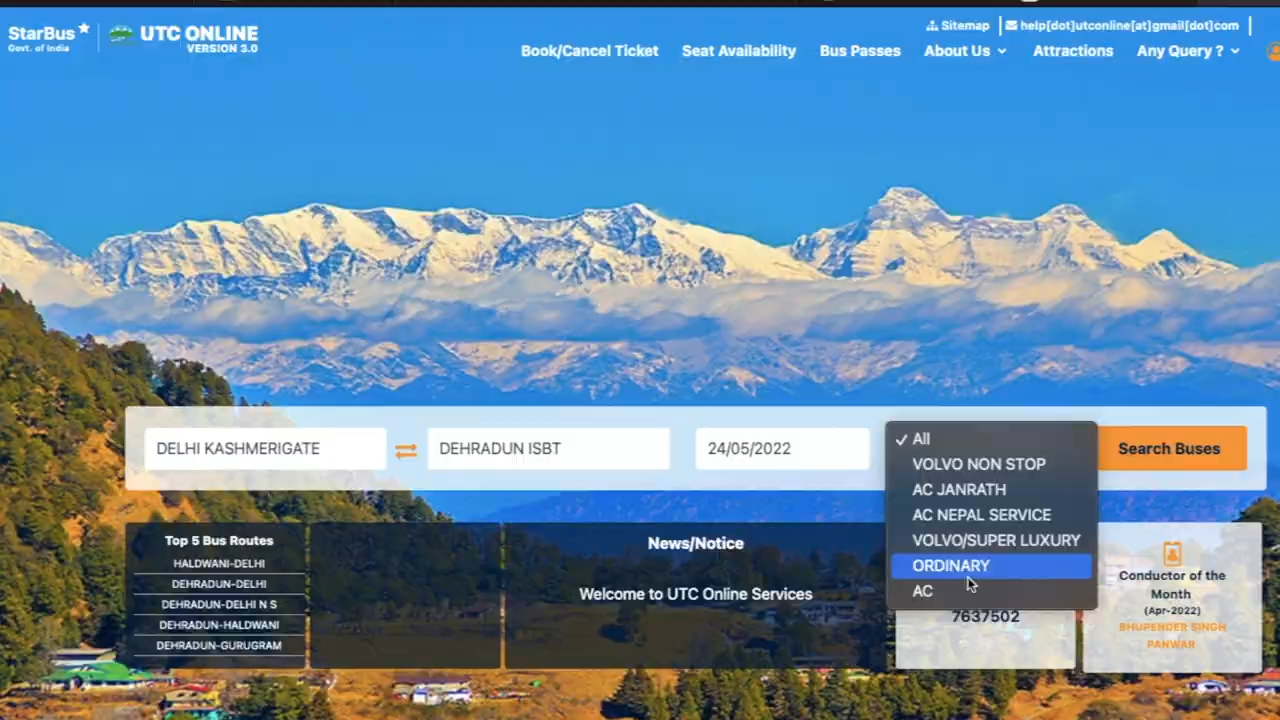 StarBus
Govt. of India
UTC ONLINE
VERSION 3.0
Sitemap
help[dot]utconline[at]gmail[dot]com
Book/Cancel Ticket
Seat Availability
Bus Passes
About Us
Attractions
Any Query ?
DELHI KASHMERIGATE
DEHRADUN ISBT
24/05/2022
✓ All
VOLVO NON STOP
AC JANRATH
AC NEPAL SERVICE
VOLVO/SUPER LUXURY
ORDINARY
AC
Search Buses
Top 5 Bus Routes
HALDWANI-DELHI
DEHRADUN-DELHI
DEHRADUN-DELHI N S
DEHRADUN-HALDWANI
DEHRADUN-GURUGRAM
News/Notice
Welcome to UTC Online Services
7637502
Conductor of the
Month
(Apr-2022)
BHUPENDER SINGH
PANWAR